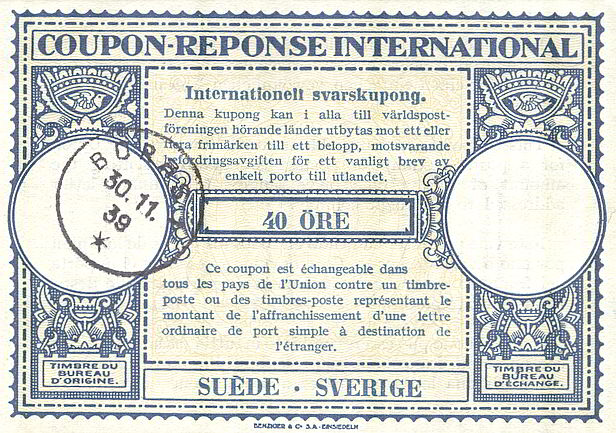 COUPON-REPONSE INTERNATIONAL
Internationell svarskupong.
Denna kupong kan i alla till världspost-
föreningen hörande länder utbytas mot ett eller
flera frimärken till ett belopp, motsvarande
befordringsavgiften för ett vanligt brev av
enkelt porto till utlandet.
BORÅS
30.11.
39
40 ÖRE
Ce coupon est échangeable dans
tous les pays de l'Union contre un timbre-
poste ou des timbres-poste représentant le
montant de l'affranchissement d'une lettre
ordinaire de port simple à destination de
l'étranger.
TIMBRE DU
BUREAU
D'ORIGINE.
TIMBRE DU
BUREAU
D'ÉCHANGE.
SUÈDE · SVERIGE
BENZIGER & Co S.A. EINSIEDELN